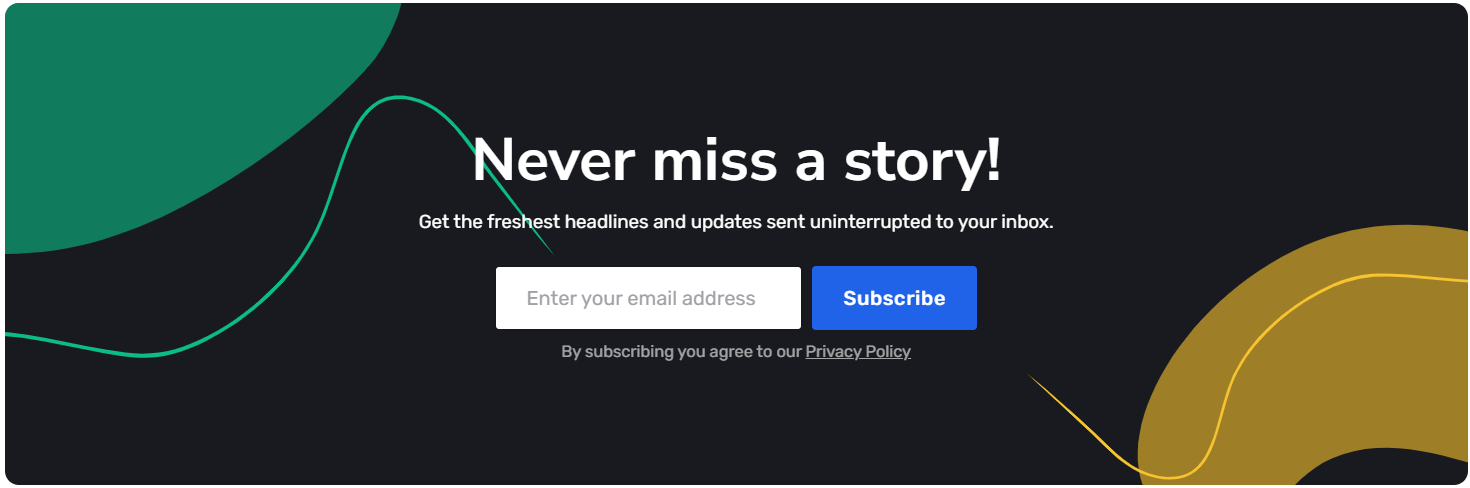 Never miss a story!
Get the freshest headlines and updates sent uninterrupted to your inbox.
Enter your email address
Subscribe
By subscribing you agree to our Privacy Policy